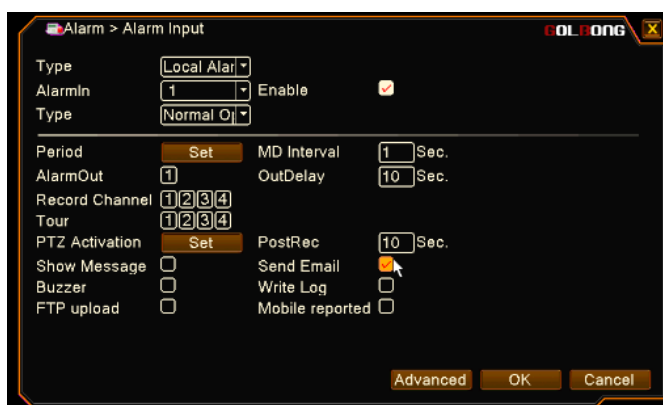 Alarm > Alarm Input GOLBONG X
Type Local Alar
AlarmIn 1 Enable
Type Normal Op
Period Set MD Interval 1 Sec.
AlarmOut 1 OutDelay 10 Sec.
Record Channel 1 2 3 4
Tour 1 2 3 4
PTZ Activation Set PostRec 10 Sec.
Show Message Send Email
Buzzer Write Log
FTP upload Mobile reported
Advanced OK Cancel